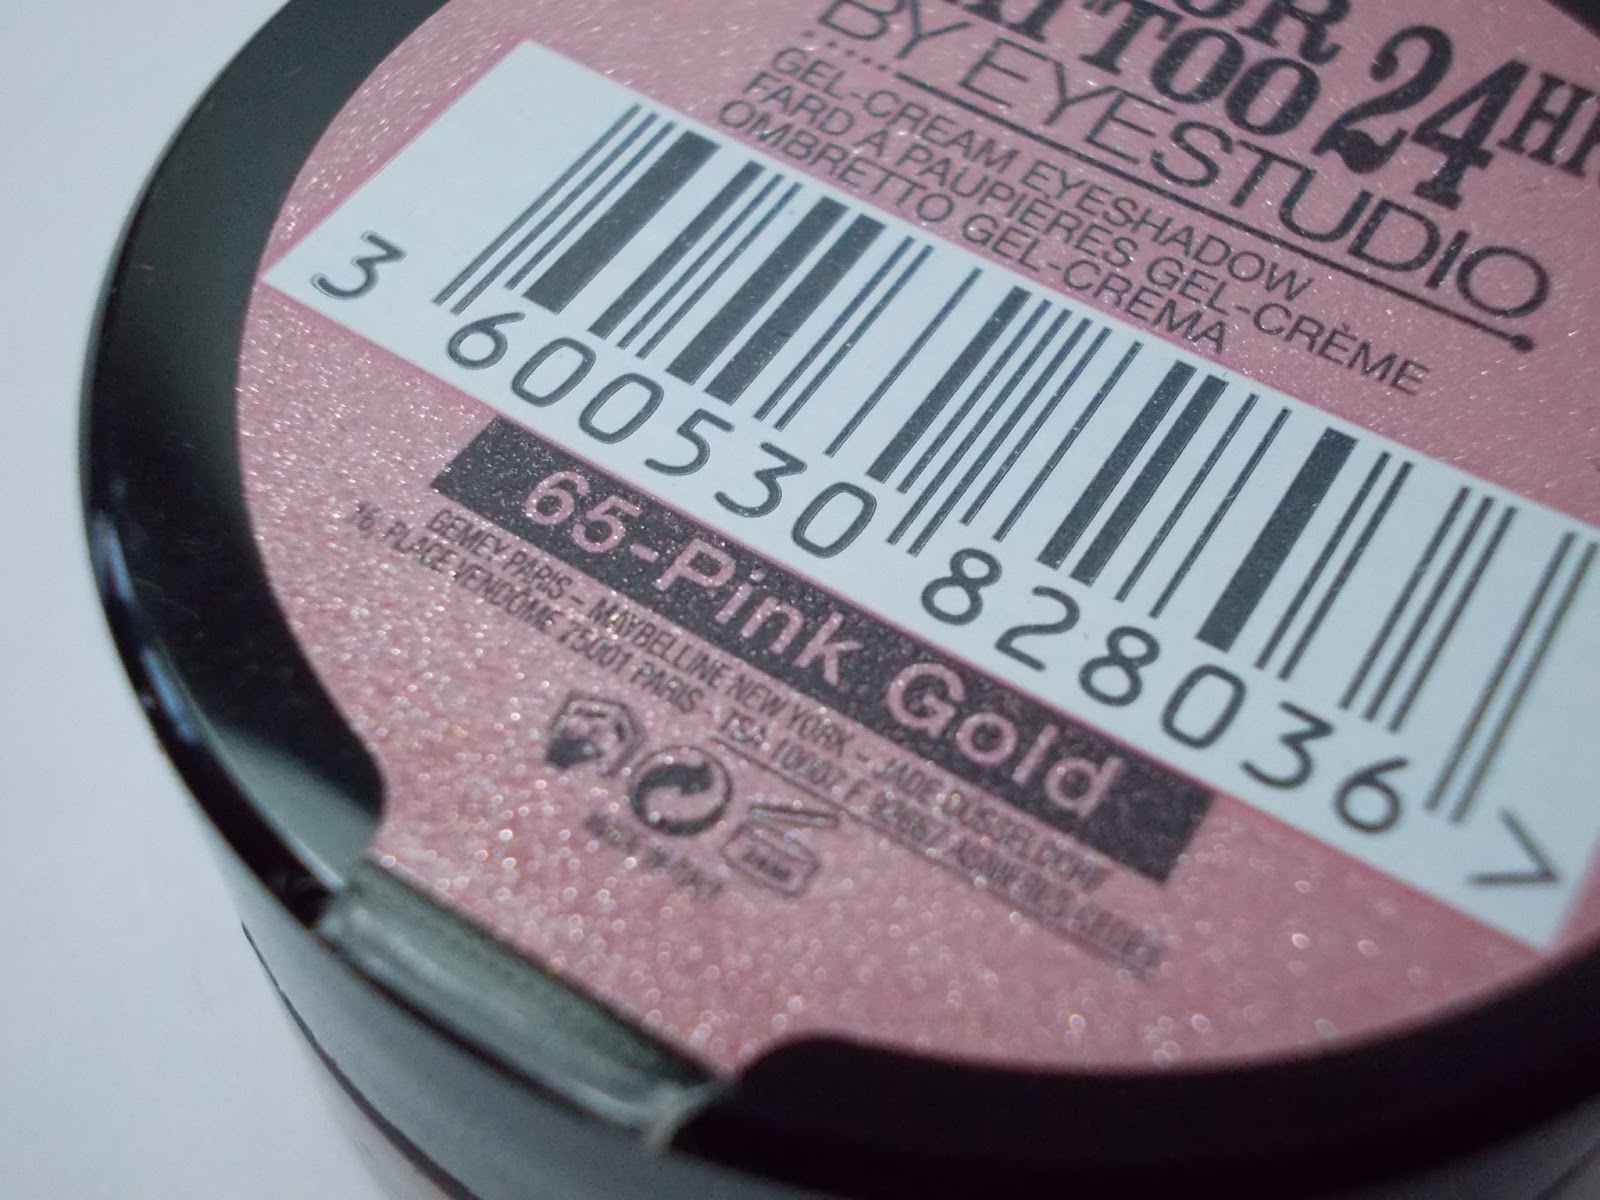 TATTOO 24HR
BY EYESTUDIO
GEL-CREAM EYESHADOW
FARD À PAUPIÈRES GEL-CRÈME
OMBRETTO GEL-CREMA
3 600530 828036 >
65-Pink Gold
GEMEY PARIS - MAYBELLINE NEW YORK - JADE DÜSSELDORF
16, PLACE VENDÔME 75001 PARIS